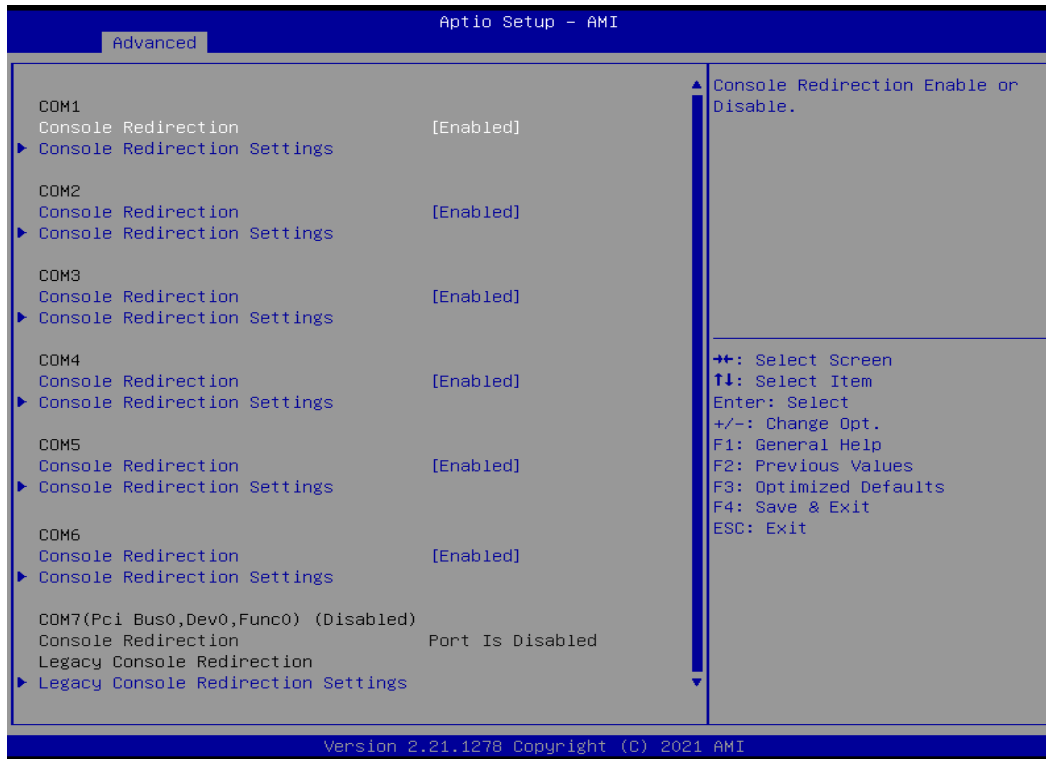 Aptio Setup – AMI
Advanced
COM1
Console Redirection [Enabled]
Console Redirection Settings
COM2
Console Redirection [Enabled]
Console Redirection Settings
COM3
Console Redirection [Enabled]
Console Redirection Settings
COM4
Console Redirection [Enabled]
Console Redirection Settings
COM5
Console Redirection [Enabled]
Console Redirection Settings
COM6
Console Redirection [Enabled]
Console Redirection Settings
COM7(Pci Bus0,Dev0,Func0) (Disabled)
Console Redirection Port Is Disabled
Legacy Console Redirection
Legacy Console Redirection Settings
Console Redirection Enable or
Disable.
→←: Select Screen
↑↓: Select Item
Enter: Select
+/-: Change Opt.
F1: General Help
F2: Previous Values
F3: Optimized Defaults
F4: Save & Exit
ESC: Exit
Version 2.21.1278 Copyright (C) 2021 AMI